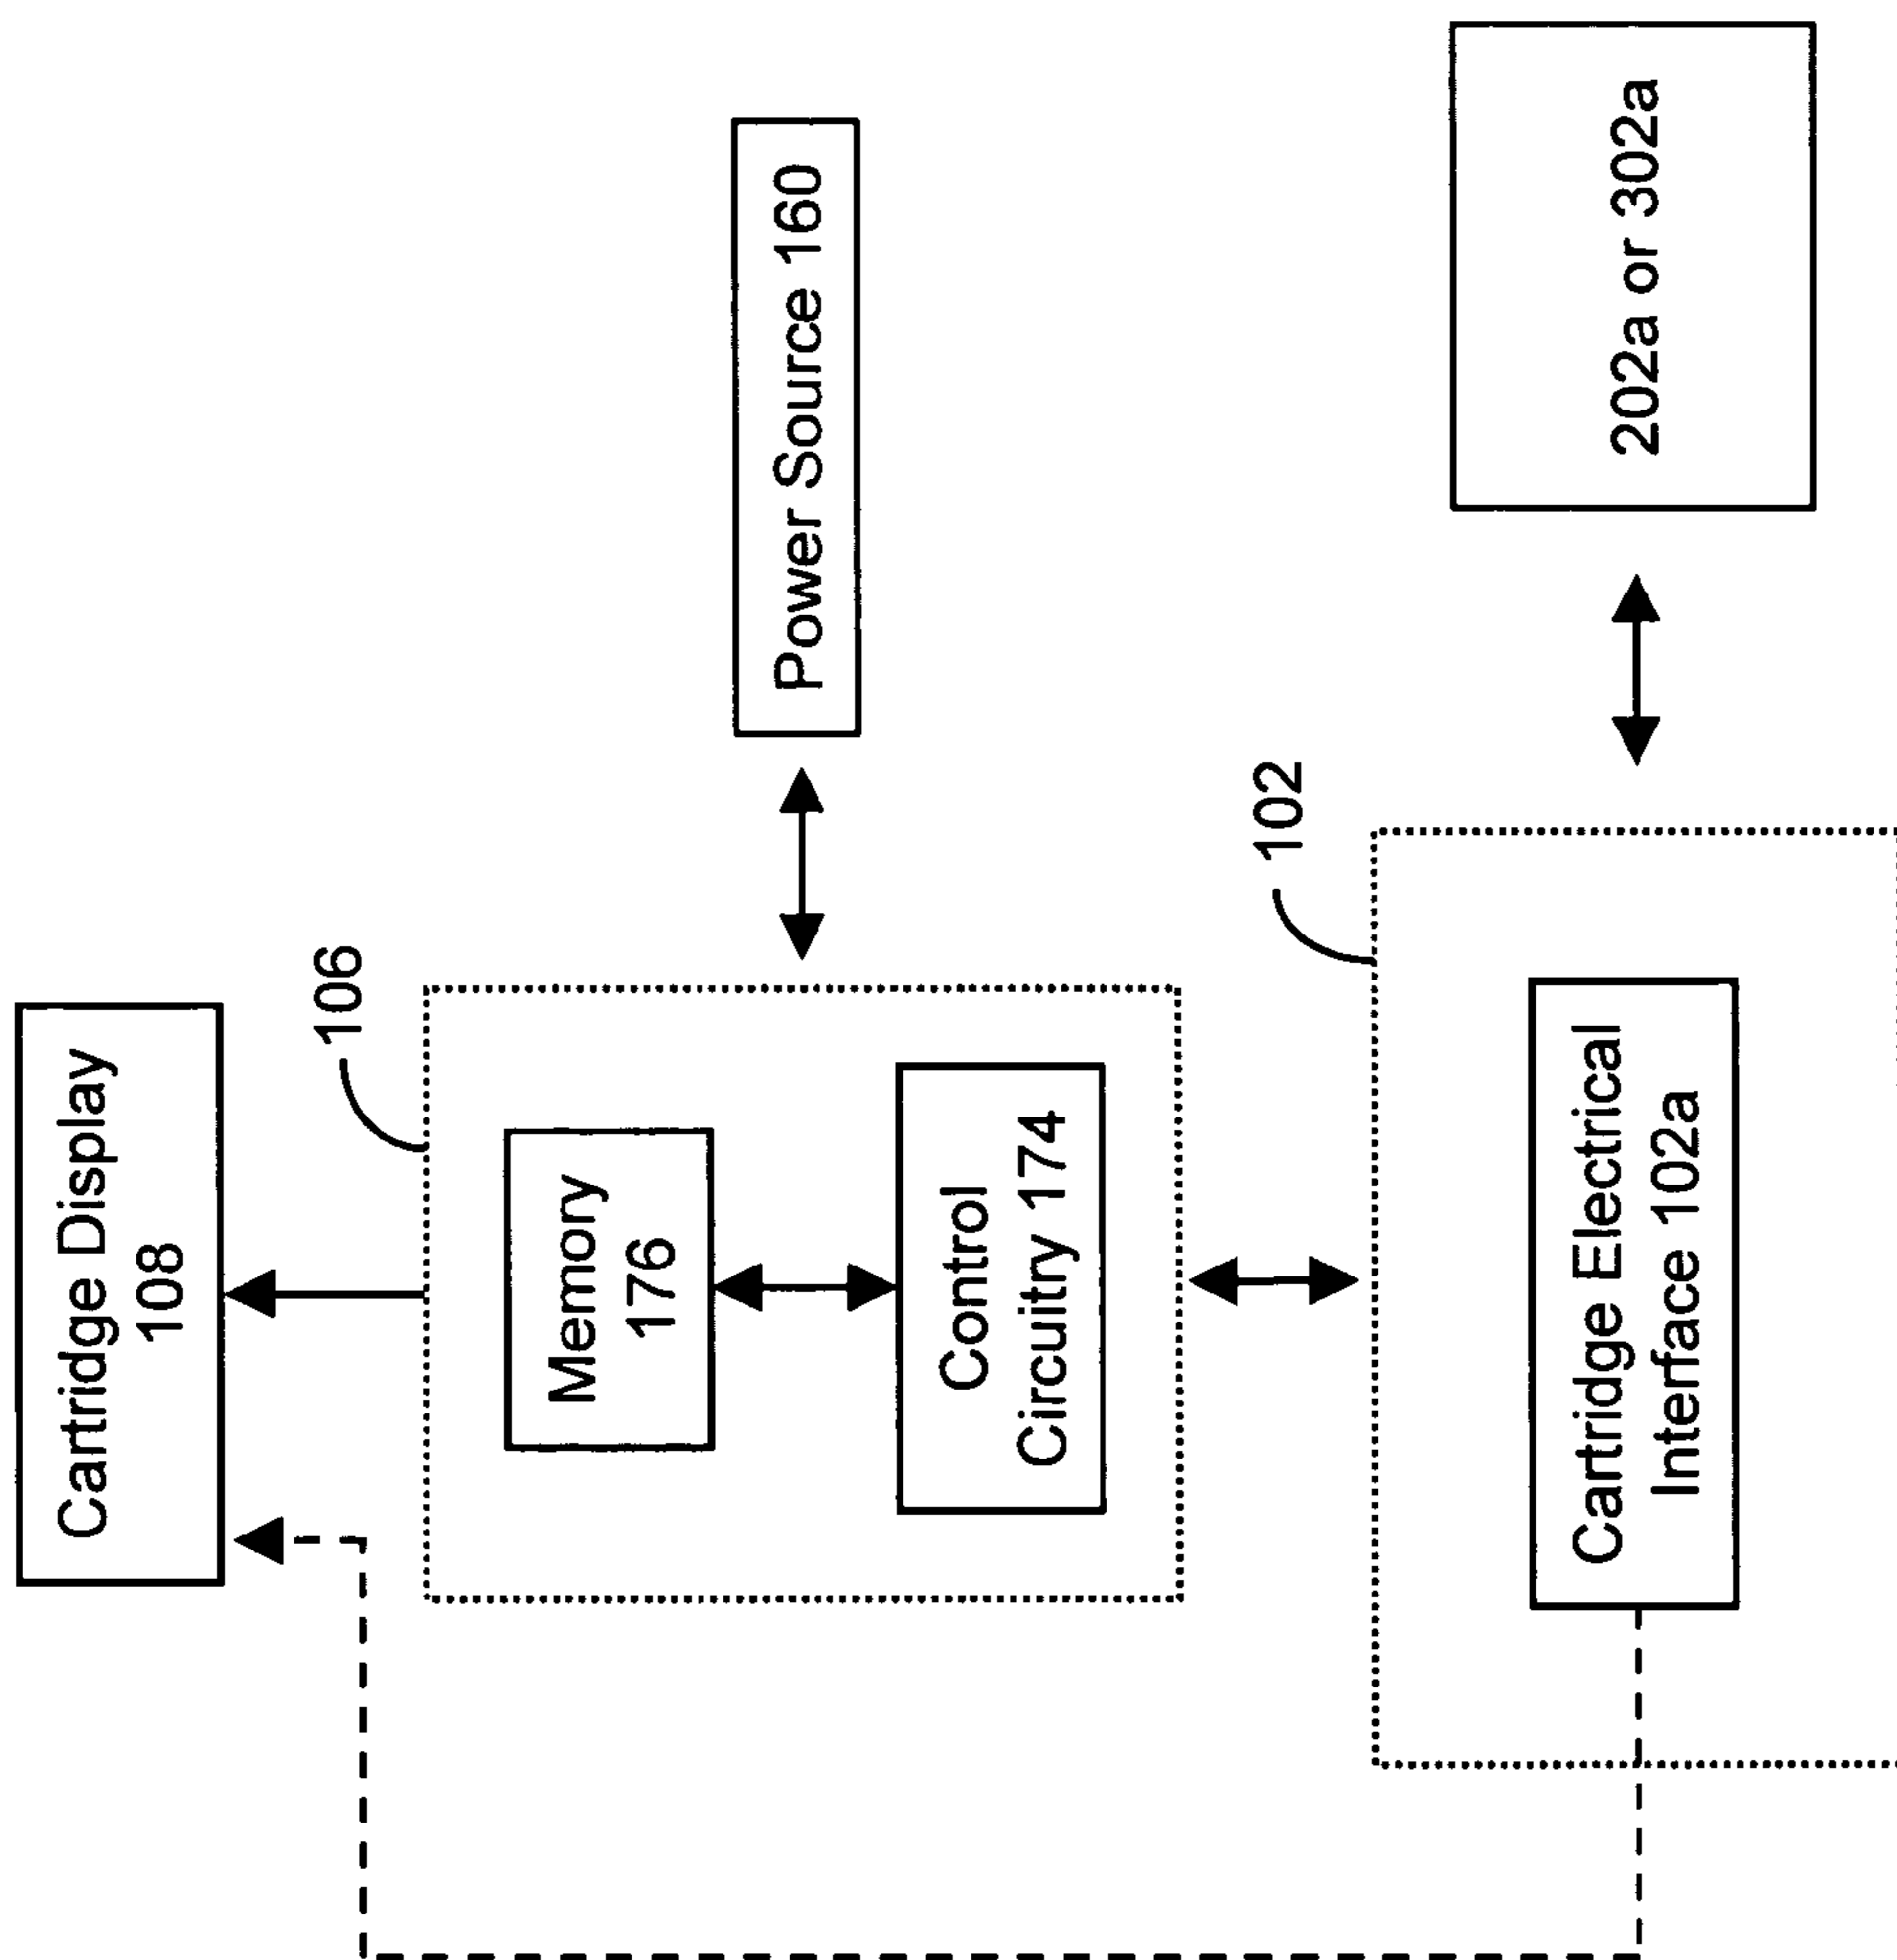 Cartridge Display
108
106
Memory
176
Control
Circuitry 174
Power Source 160
102
Cartridge Electrical
Interface 102a
202a or 302a